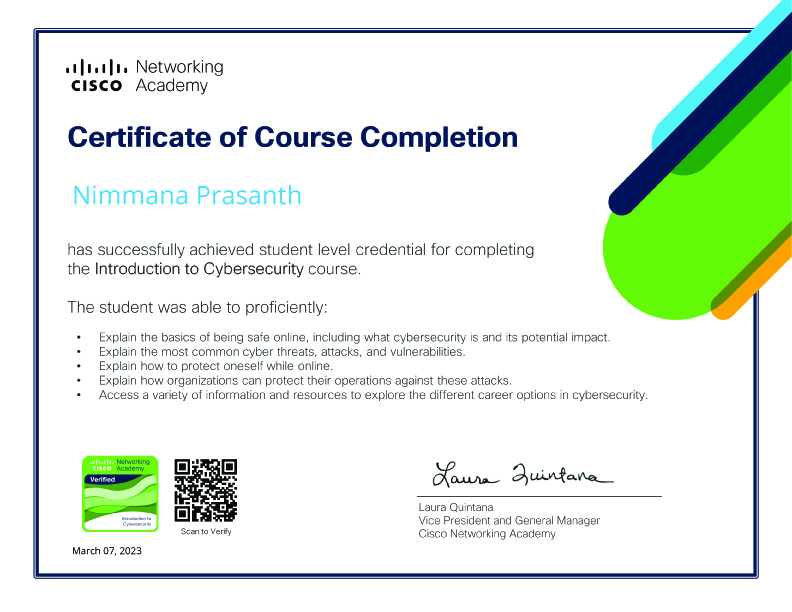 Networking
CISCO Academy
Certificate of Course Completion
Nimmana Prasanth
has successfully achieved student level credential for completing
the Introduction to Cybersecurity course.
The student was able to proficiently:
• Explain the basics of being safe online, including what cybersecurity is and its potential impact.
• Explain the most common cyber threats, attacks, and vulnerabilities.
• Explain how to protect oneself while online.
• Explain how organizations can protect their operations against these attacks.
• Access a variety of information and resources to explore the different career options in cybersecurity.
Networking
CISCO Academy
Verified
Introduction to
Cybersecurity
Scan to Verify
March 07, 2023
Laura Quintana
Laura Quintana
Vice President and General Manager
Cisco Networking Academy